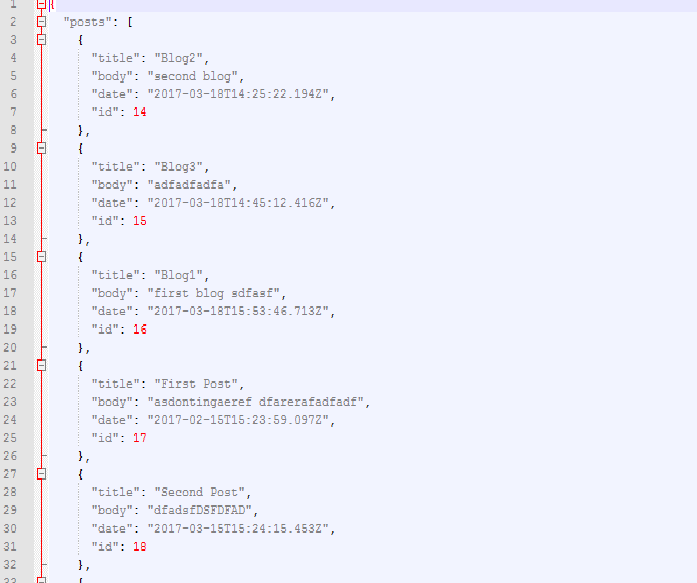 1 {
2 "posts": [
3 {
4 "title": "Blog2",
5 "body": "second blog",
6 "date": "2017-03-18T14:25:22.194Z",
7 "id": 14
8 },
9 {
10 "title": "Blog3",
11 "body": "adfadfadfa",
12 "date": "2017-03-18T14:45:12.416Z",
13 "id": 15
14 },
15 {
16 "title": "Blog1",
17 "body": "first blog sdfasf",
18 "date": "2017-03-18T15:53:46.713Z",
19 "id": 16
20 },
21 {
22 "title": "First Post",
23 "body": "asdontingaeref dfarerafadfadf",
24 "date": "2017-02-15T15:23:59.097Z",
25 "id": 17
26 },
27 {
28 "title": "Second Post",
29 "body": "dfadsfDSFDFAD",
30 "date": "2017-03-15T15:24:15.453Z",
31 "id": 18
32 },
33 {